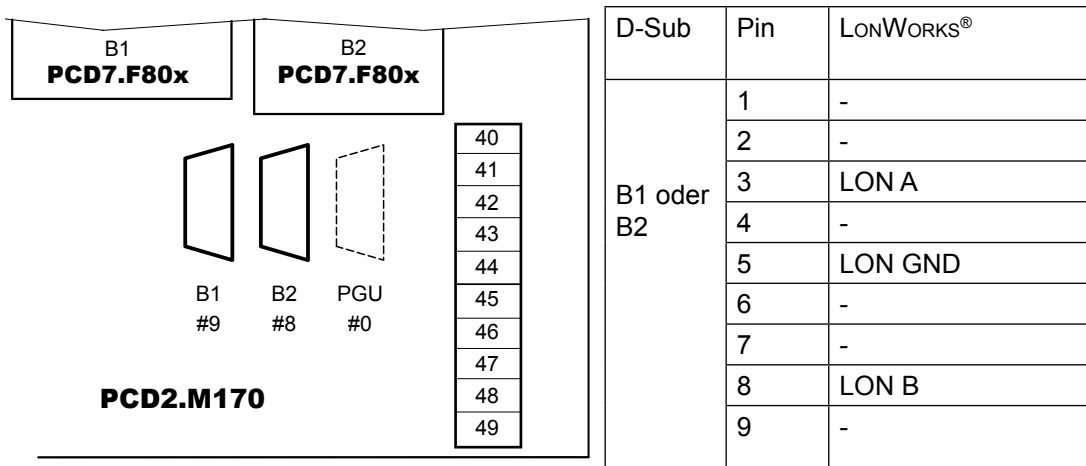 B1
PCD7.F80x
B2
PCD7.F80x
40
41
42
43
44
45
46
47
48
49
B1
#9
B2
#8
PGU
#0
PCD2.M170
D-Sub Pin LONWORKS®
B1 oder
B2
1 -
2 -
3 LON A
4 -
5 LON GND
6 -
7 -
8 LON B
9 -